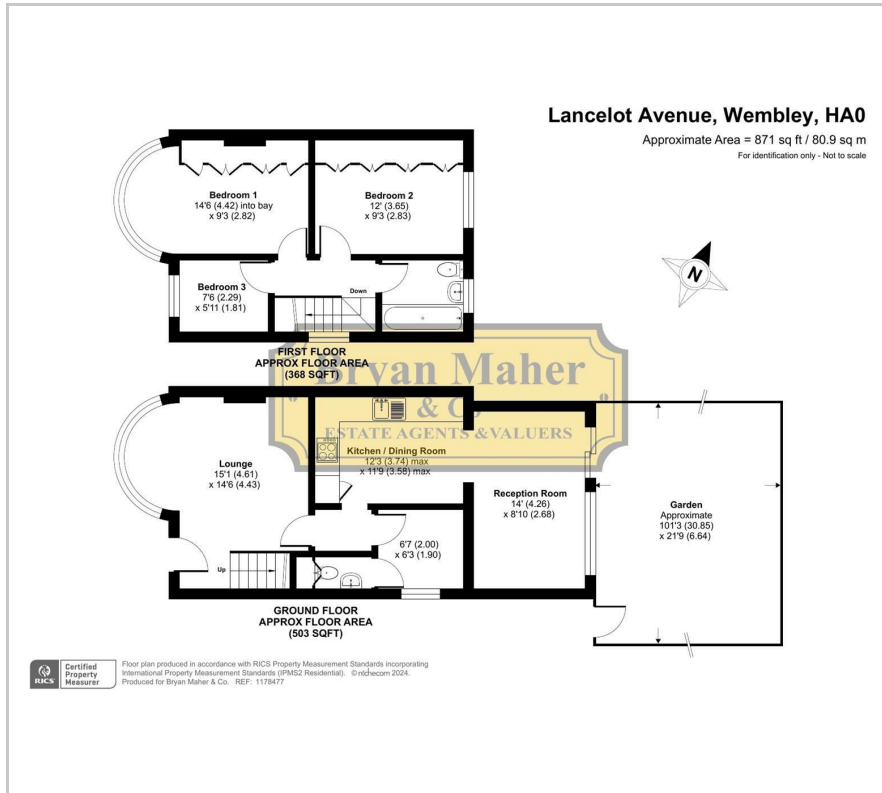 Lancelot Avenue, Wembley, HA0
Approximate Area = 871 sq ft / 80.9 sq m
For identification only - Not to scale
Bedroom 1
14'6 (4.42) into bay
x 9'3 (2.82)
Bedroom 2
12' (3.65)
x 9'3 (2.83)
Bedroom 3
7'6 (2.29)
x 5'11 (1.81)
Down
N
FIRST FLOOR
APPROX FLOOR AREA
(368 SQFT)
Bryan Maher
& Co
ESTATE AGENTS & VALUERS
Lounge
15'1 (4.61)
x 14'6 (4.43)
Kitchen / Dining Room
12'3 (3.74) max
x 11'9 (3.58) max
Reception Room
14' (4.26)
x 8'10 (2.68)
Garden
Approximate
101'3 (30.85)
x 21'9 (6.64)
6'7 (2.00)
x 6'3 (1.90)
Up
GROUND FLOOR
APPROX FLOOR AREA
(503 SQFT)
RICS
Certified
Property
Measurer
Floor plan produced in accordance with RICS Property Measurement Standards incorporating
International Property Measurement Standards (IPMS2 Residential). ©ntchecom 2024.
Produced for Bryan Maher & Co. REF: 1178477